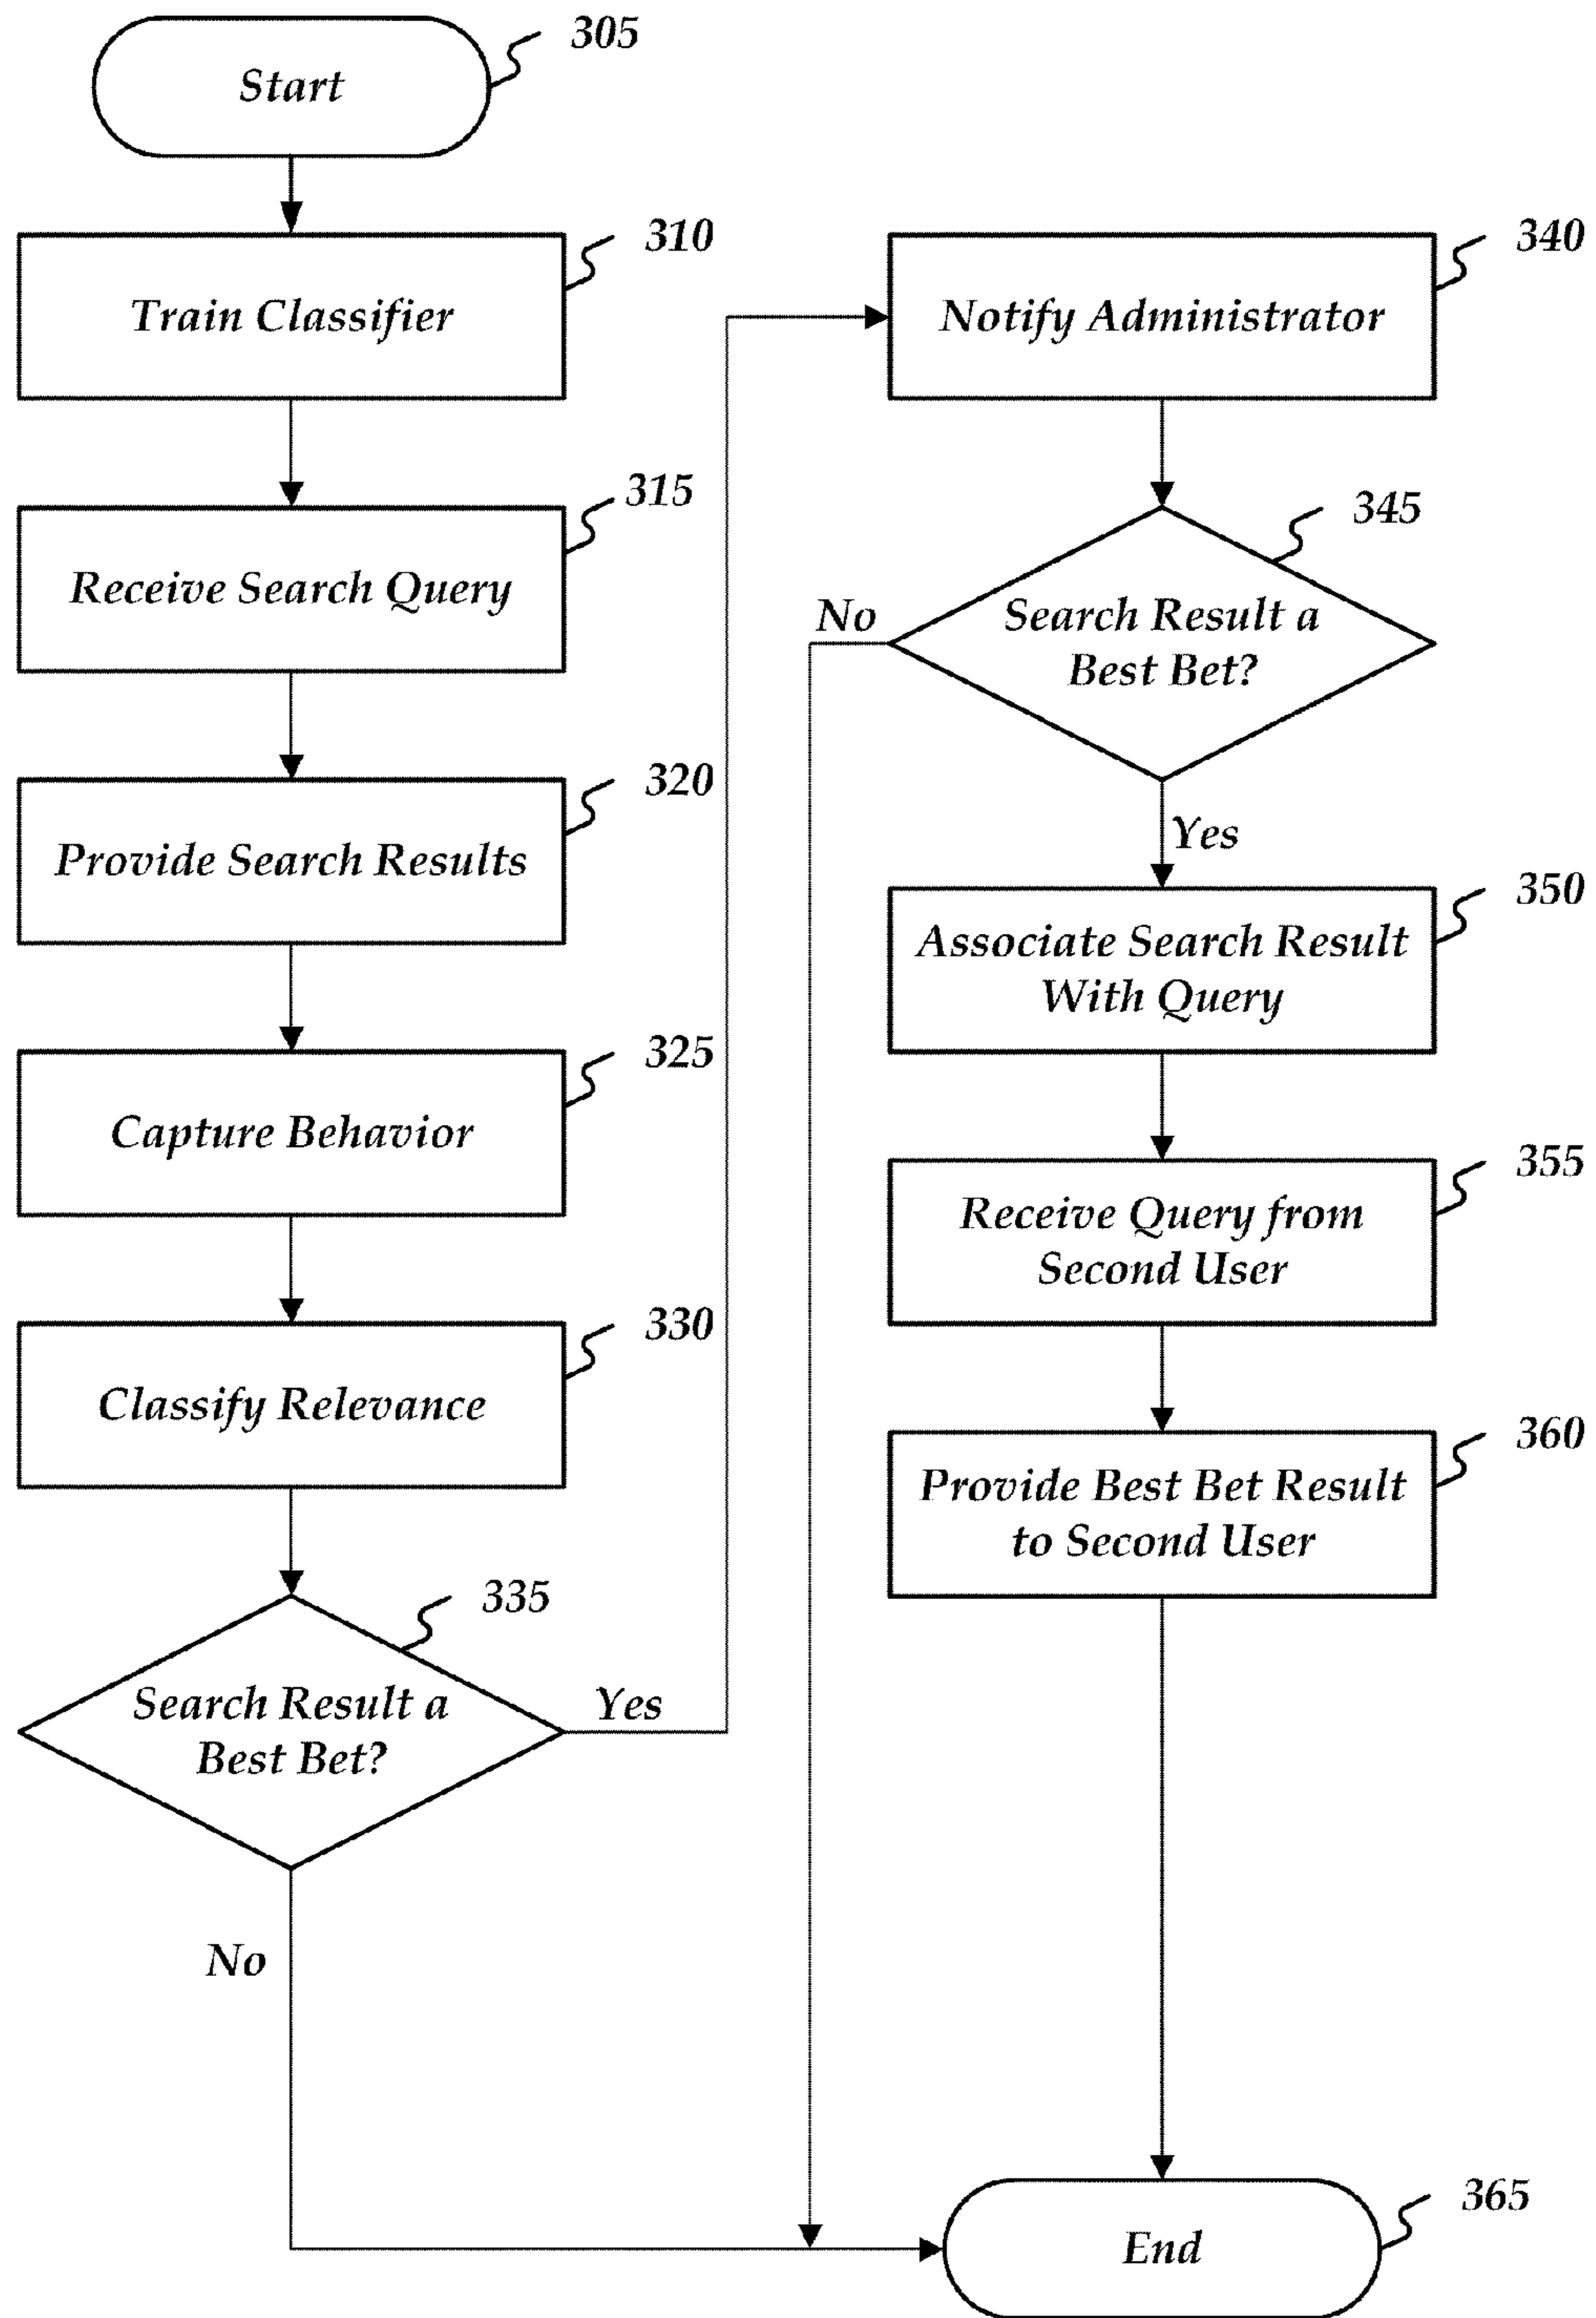 305
Start
310
Train Classifier
315
Receive Search Query
320
Provide Search Results
325
Capture Behavior
330
Classify Relevance
335
Search Result a
Best Bet?
Yes
No
340
Notify Administrator
345
Search Result a
Best Bet?
No
Yes
350
Associate Search Result
With Query
355
Receive Query from
Second User
360
Provide Best Bet Result
to Second User
365
End